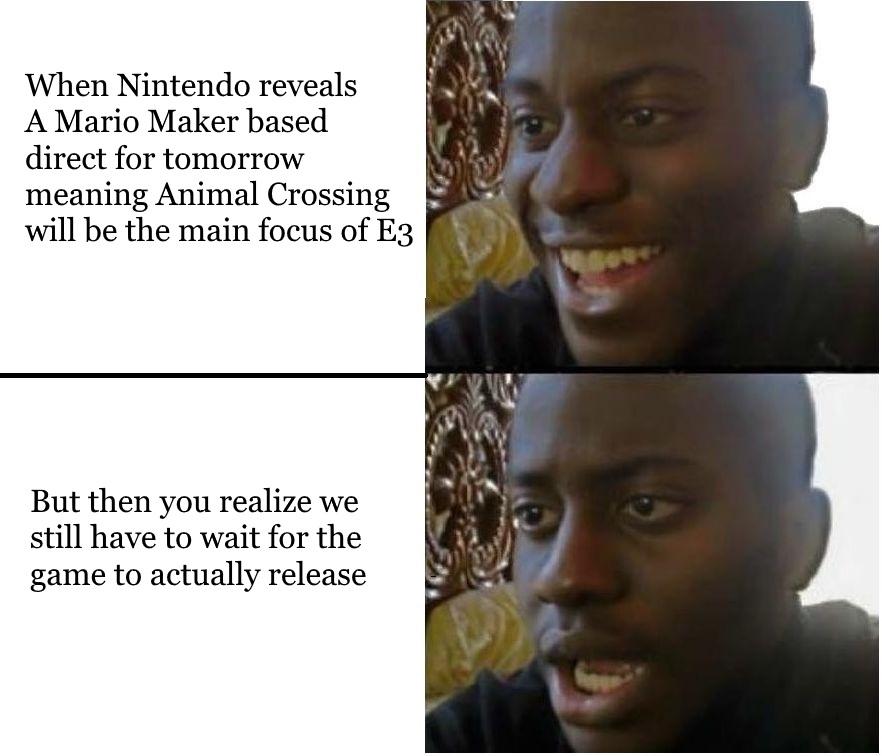 When Nintendo reveals
A Mario Maker based
direct for tomorrow
meaning Animal Crossing
will be the main focus of E3
But then you realize we
still have to wait for the
game to actually release